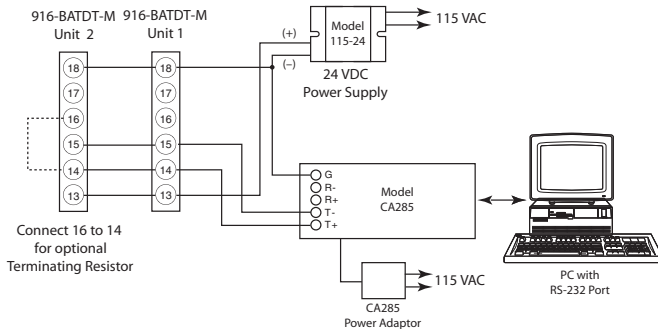 916-BATDT-M
Unit 2
916-BATDT-M
Unit 1
18
17
16
15
14
13
18
17
16
15
14
13
Connect 16 to 14
for optional
Terminating Resistor
(+)
(–)
Model
115-24
115 VAC
24 VDC
Power Supply
G
R-
R+
T-
T+
Model
CA285
115 VAC
CA285
Power Adaptor
PC with
RS-232 Port